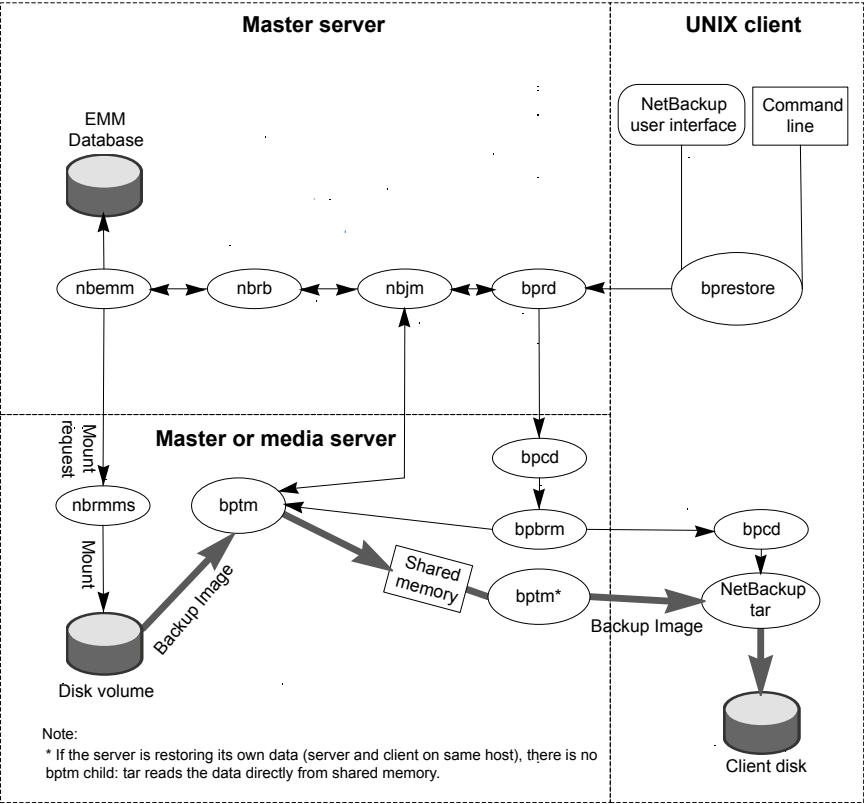 Master server
UNIX client
EMM
Database
NetBackup
user interface
Command
line
nbemm
nbrb
nbjm
bprd
bprestore
Mount
request
Master or media server
bpcd
nbrmms
bptm
bpbrm
bpcd
Mount
Shared
memory
bptm*
NetBackup
tar
Backup Image
Backup Image
Disk volume
Client disk
Note:
* If the server is restoring its own data (server and client on same host), there is no
bptm child: tar reads the data directly from shared memory.